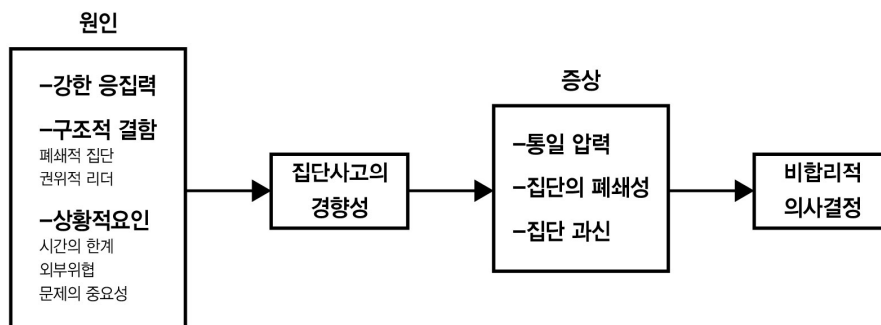 원인
-강한 응집력
-구조적 결함
폐쇄적 집단
권위적 리더
-상황적요인
시간의 한계
외부위협
문제의 중요성
집단사고의
경향성
증상
-통일 압력
-집단의 폐쇄성
-집단 과신
비합리적
의사결정